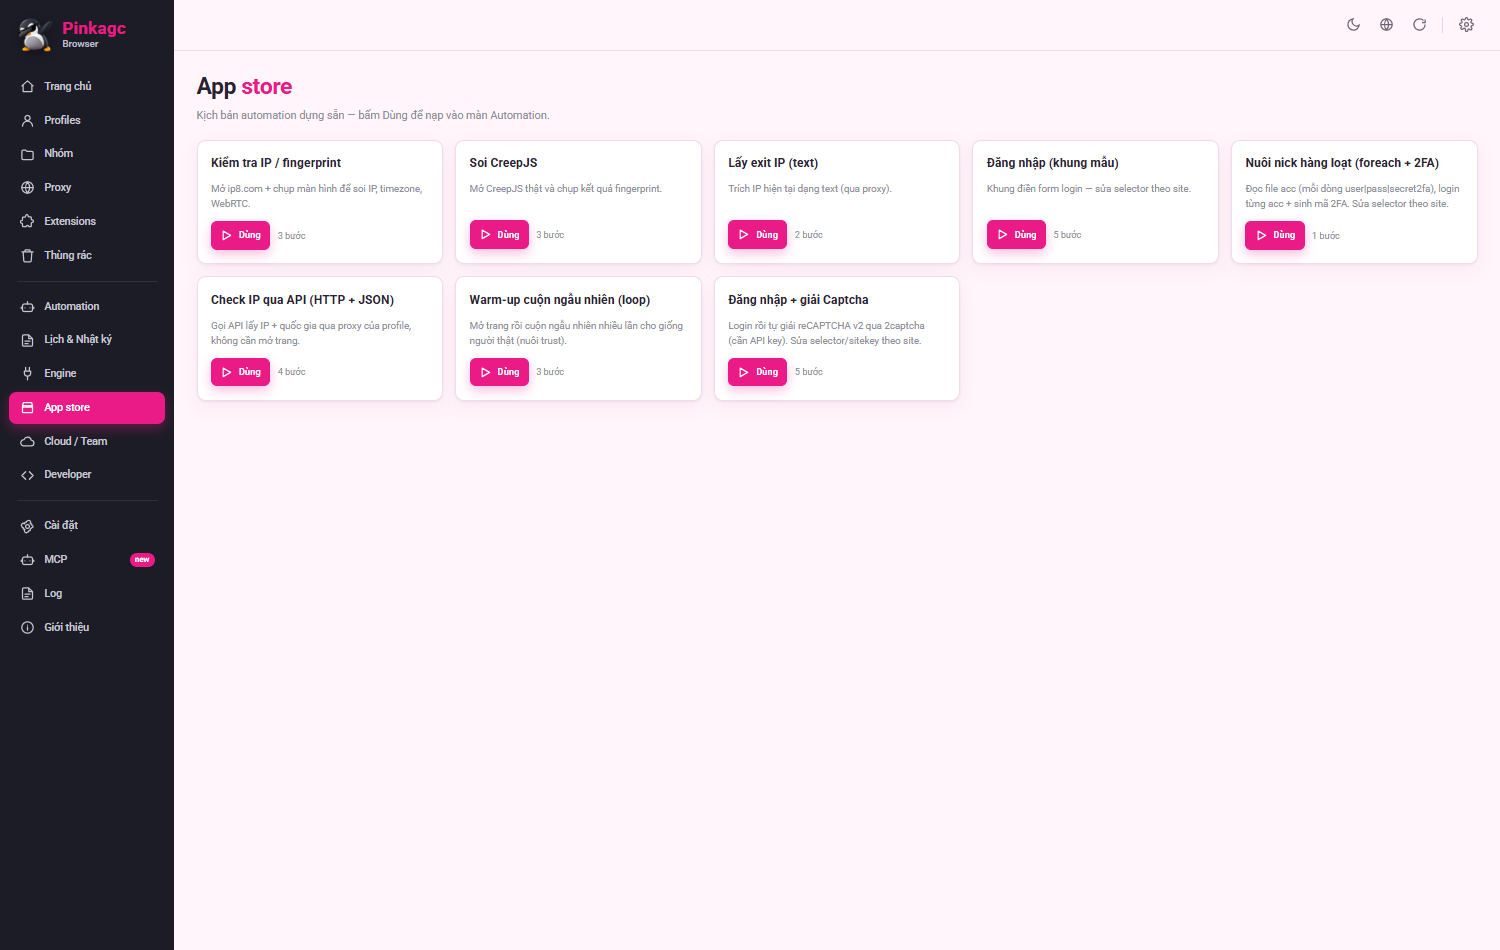 Pinkagc
Browser
Trang chủ
Profiles
Nhóm
Proxy
Extensions
Thùng rác
Automation
Lịch & Nhật ký
Engine
App store
Cloud / Team
Developer
Cài đặt
MCP new
Log
Giới thiệu
App store
Kịch bản automation dựng sẵn — bấm Dùng để nạp vào màn Automation.
Kiểm tra IP / fingerprint
Mở ip8.com + chụp màn hình để soi IP, timezone,
WebRTC.
Dùng 3 bước
Soi CreepJS
Mở CreepJS thật và chụp kết quả fingerprint.
Dùng 3 bước
Lấy exit IP (text)
Trích IP hiện tại dạng text (qua proxy).
Dùng 2 bước
Đăng nhập (khung mẫu)
Khung điền form login — sửa selector theo site.
Dùng 5 bước
Nuôi nick hàng loạt (foreach + 2FA)
Đọc file acc (mỗi dòng user|pass|secret2fa), login
từng acc + sinh mã 2FA. Sửa selector theo site.
Dùng 1 bước
Check IP qua API (HTTP + JSON)
Gọi API lấy IP + quốc gia qua proxy của profile,
không cần mở trang.
Dùng 4 bước
Warm-up cuộn ngẫu nhiên (loop)
Mở trang rồi cuộn ngẫu nhiên nhiều lần cho giống
người thật (nuôi trust).
Dùng 3 bước
Đăng nhập + giải Captcha
Login rồi tự giải reCAPTCHA v2 qua 2captcha
(cần API key). Sửa selector/sitekey theo site.
Dùng 5 bước